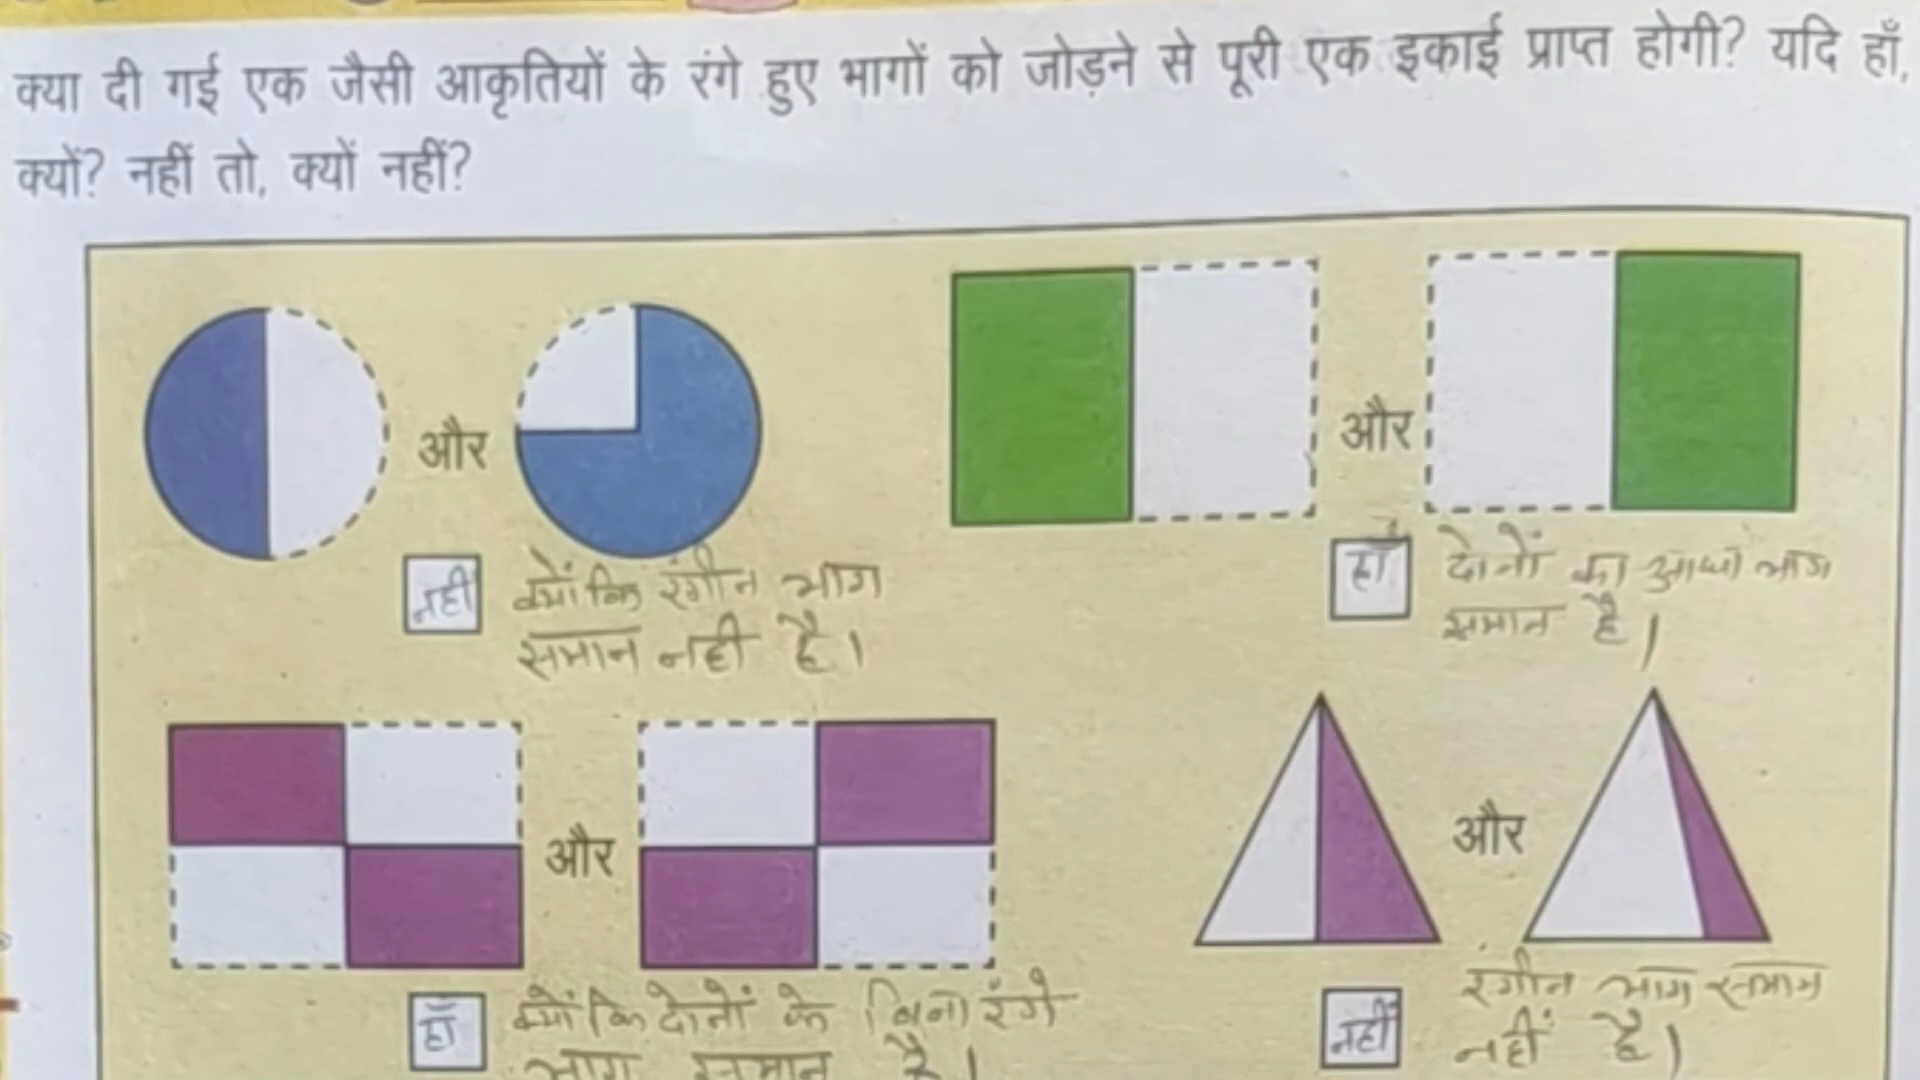 क्या दी गई एक जैसी आकृतियों के रंगे हुए भागों को जोड़ने से पूरी एक इकाई प्राप्त होगी? यदि हाँ,
क्यों? नहीं तो, क्यों नहीं?
और
और
नहीं क्योंकि रंगीन भाग
समान नही है।
हाँ दोनों का आधा भाग
समान है।
और
और
हाँ क्योंकि दोनों के बिना रंगे
भाग समान है।
नहीं रंगीन भाग समान
नहीं है।